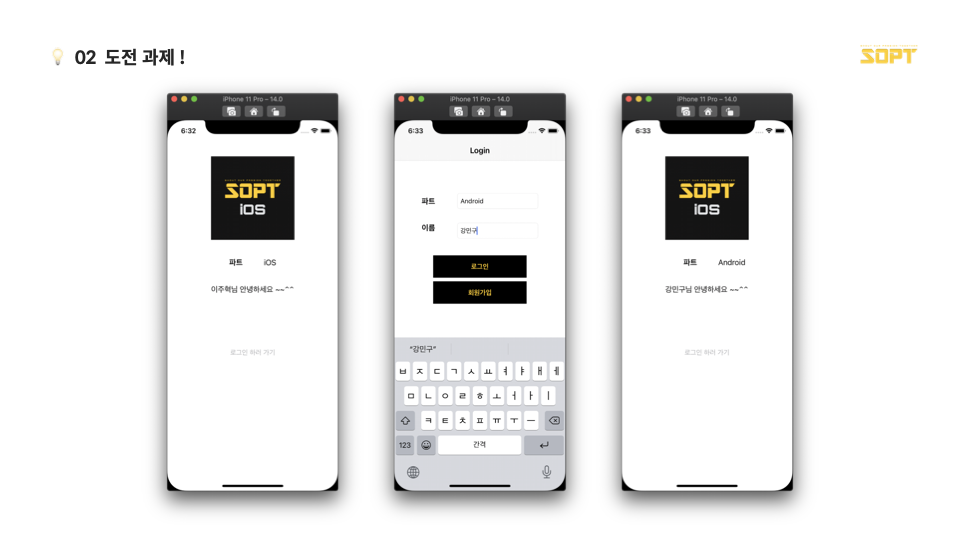 02 도전 과제 !
SOPT
iPhone 11 Pro – 14.0
6:32
SOPT
iOS
파트 iOS
이주혁님 안녕하세요 ~~^^
로그인 하러 가기
iPhone 11 Pro – 14.0
6:33
Login
파트 Android
이름 강민구
로그인
회원가입
“강민구”
ㅂ ㅈ ㄷ ㄱ ㅅ ㅛ ㅕ ㅑ ㅐ ㅔ
ㅁ ㄴ ㅇ ㄹ ㅎ ㅗ ㅓ ㅏ ㅣ
ㅋ ㅌ ㅊ ㅍ ㅠ ㅜ ㅡ
123 간격
iPhone 11 Pro – 14.0
6:33
SOPT
iOS
파트 Android
강민구님 안녕하세요 ~~^^
로그인 하러 가기